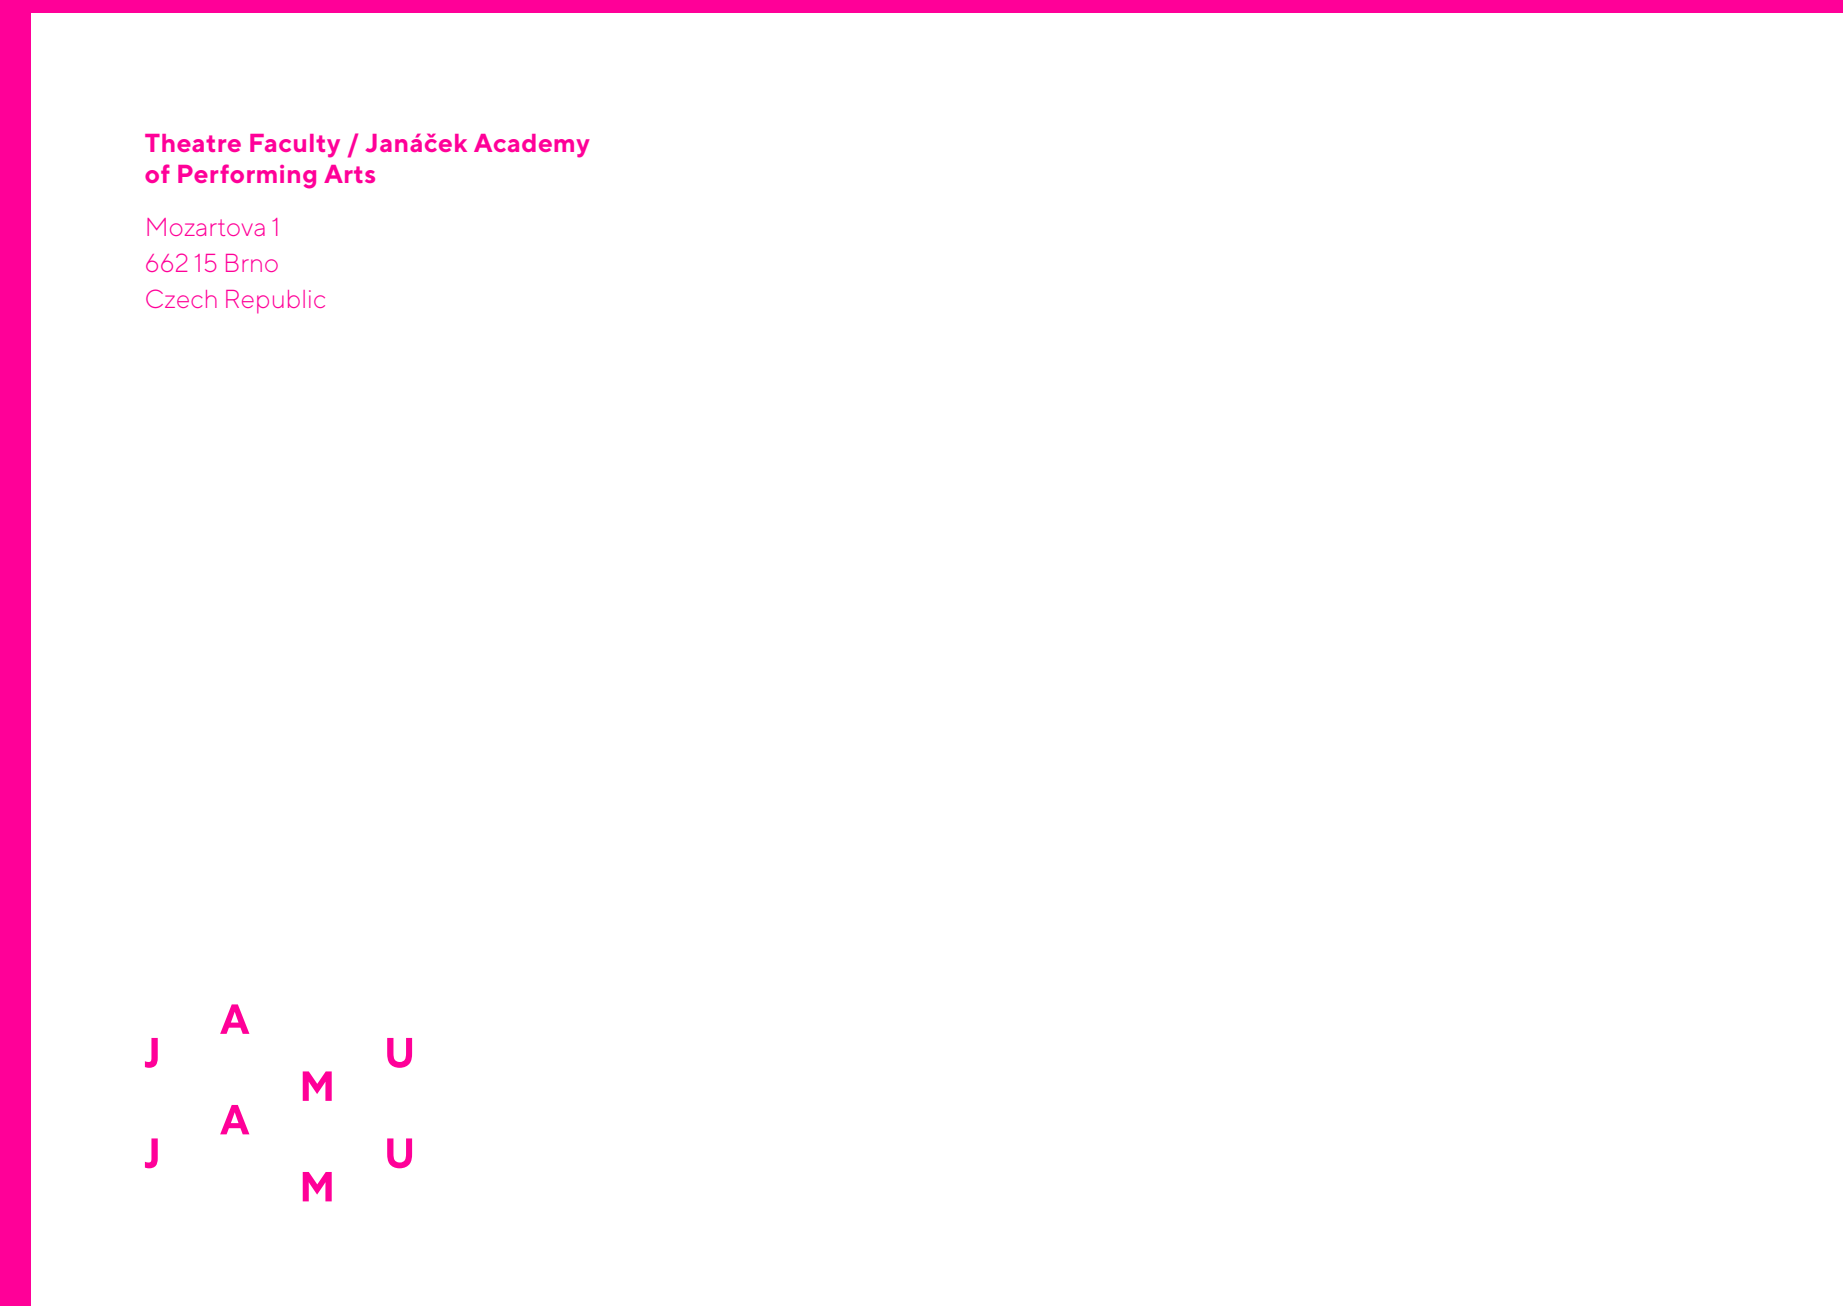 Theatre Faculty / Janáček Academy
of Performing Arts
Mozartova 1
662 15 Brno
Czech Republic
J A M U
J A M U